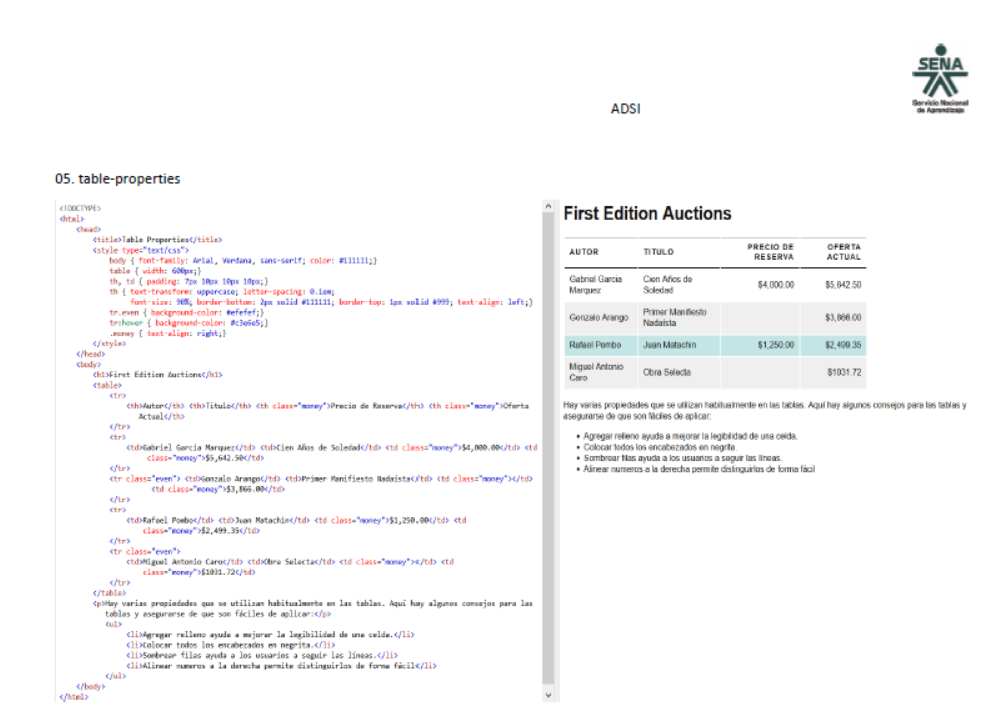 SENA
Servicio Nacional
de Aprendizaje
ADSI
05. table-properties
<!DOCTYPE>
<html>
<head>
<title>Table Properties</title>
<style type="text/css">
body { font-family: Arial, Verdana, sans-serif; color: #111111;}
table { width: 600px;}
th, td { padding: 7px 10px 10px 10px;}
th { text-transform: uppercase; letter-spacing: 0.1em;
font-size: 90%; border-bottom: 2px solid #111111; border-top: 1px solid #999; text-align: left;}
tr.even { background-color: #efefef;}
tr:hover { background-color: #c3e6e5;}
.money { text-align: right;}
</style>
</head>
<body>
<h1>First Edition Auctions</h1>
<table>
<tr>
<th>Autor</th> <th>Titulo</th> <th class="money">Precio de Reserva</th> <th class="money">Oferta
Actual</th>
</tr>
<tr>
<td>Gabriel Garcia Marquez</td> <td>Cien Años de Soledad</td> <td class="money">$4,000.00</td> <td
class="money">$5,642.50</td>
</tr>
<tr class="even"> <td>Gonzalo Arango</td> <td>Primer Manifiesto Nadaista</td> <td class="money"></td>
<td class="money">$3,866.00</td>
</tr>
<tr>
<td>Rafael Pombo</td> <td>Juan Matachin</td> <td class="money">$1,250.00</td> <td
class="money">$2,499.35</td>
</tr>
<tr class="even">
<td>Miguel Antonio Caro</td> <td>Obra Selecta</td> <td class="money"></td> <td
class="money">$1031.72</td>
</tr>
</table>
<p>Hay varias propiedades que se utilizan habitualmente en las tablas. Aquí hay algunos consejos para las
tablas y asegurarse de que son fáciles de aplicar:</p>
<ul>
<li>Agregar relleno ayuda a mejorar la legibilidad de una celda.</li>
<li>Colocar todos los encabezados en negrita.</li>
<li>Sombrear filas ayuda a los usuarios a seguir las líneas.</li>
<li>Alinear numeros a la derecha permite distinguirlos de forma fácil</li>
</ul>
</body>
</html>
First Edition Auctions
AUTOR TITULO PRECIO DE RESERVA OFERTA ACTUAL
Gabriel Garcia Marquez Cien Años de Soledad $4,000.00 $5,642.50
Gonzalo Arango Primer Manifiesto Nadaista $3,866.00
Rafael Pombo Juan Matachin $1,250.00 $2,499.35
Miguel Antonio Caro Obra Selecta $1031.72
Hay varias propiedades que se utilizan habitualmente en las tablas. Aquí hay algunos consejos para las tablas y
asegurarse de que son fáciles de aplicar:
Agregar relleno ayuda a mejorar la legibilidad de una celda.
Colocar todos los encabezados en negrita.
Sombrear filas ayuda a los usuarios a seguir las líneas.
Alinear numeros a la derecha permite distinguirlos de forma fácil